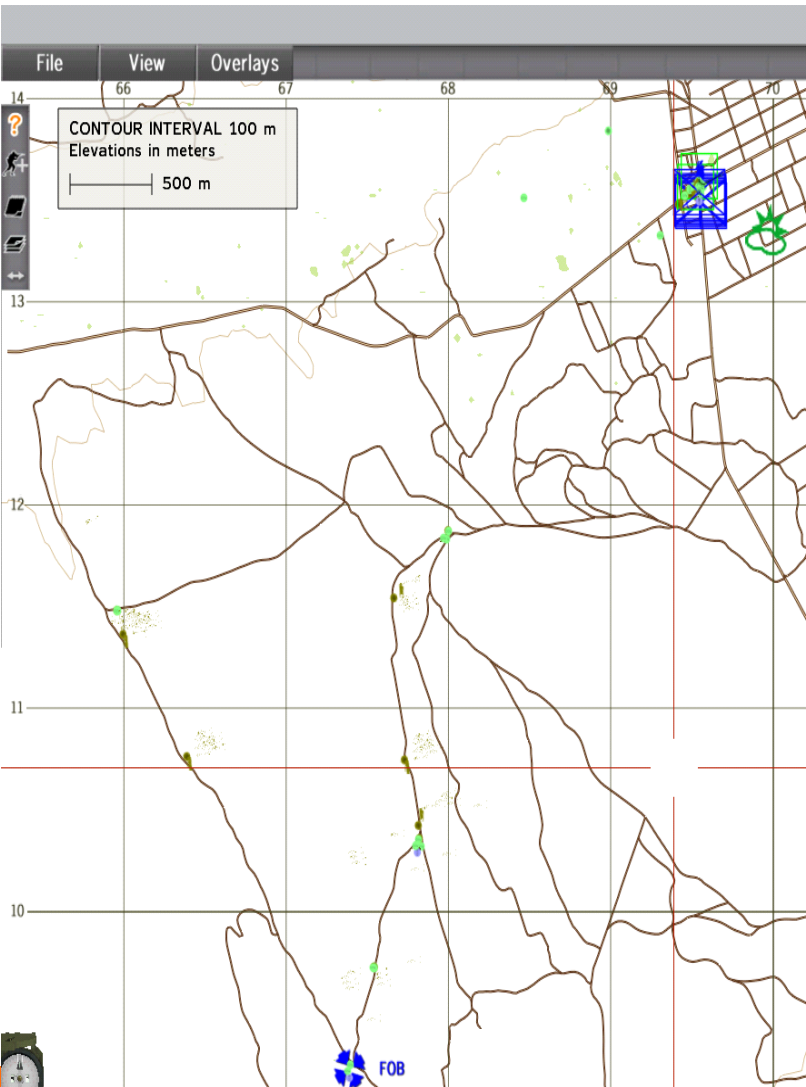 File View Overlays
66 67 68 69 70
14
?
CONTOUR INTERVAL 100 m
Elevations in meters
500 m
13
12
11
10
FOB